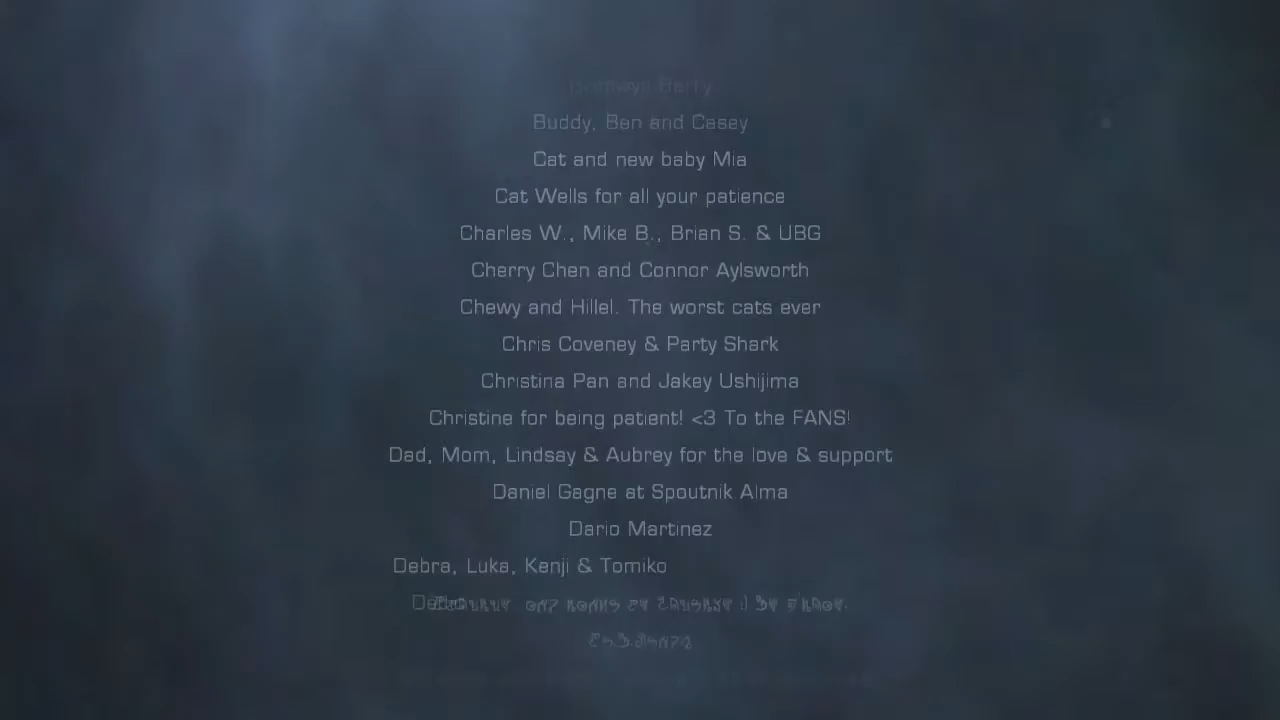 Buddy, Ben and Casey
Cat and new baby Mia
Cat Wells for all your patience
Charles W., Mike B., Brian S. & UBG
Cherry Chen and Connor Aylsworth
Chewy and Hillel. The worst cats ever
Chris Coveney & Party Shark
Christina Pan and Jakey Ushijima
Christine for being patient! <3 To the FANS!
Dad, Mom, Lindsay & Aubrey for the love & support
Daniel Gagne at Spoutnik Alma
Dario Martinez
Debra, Luka, Kenji & Tomiko